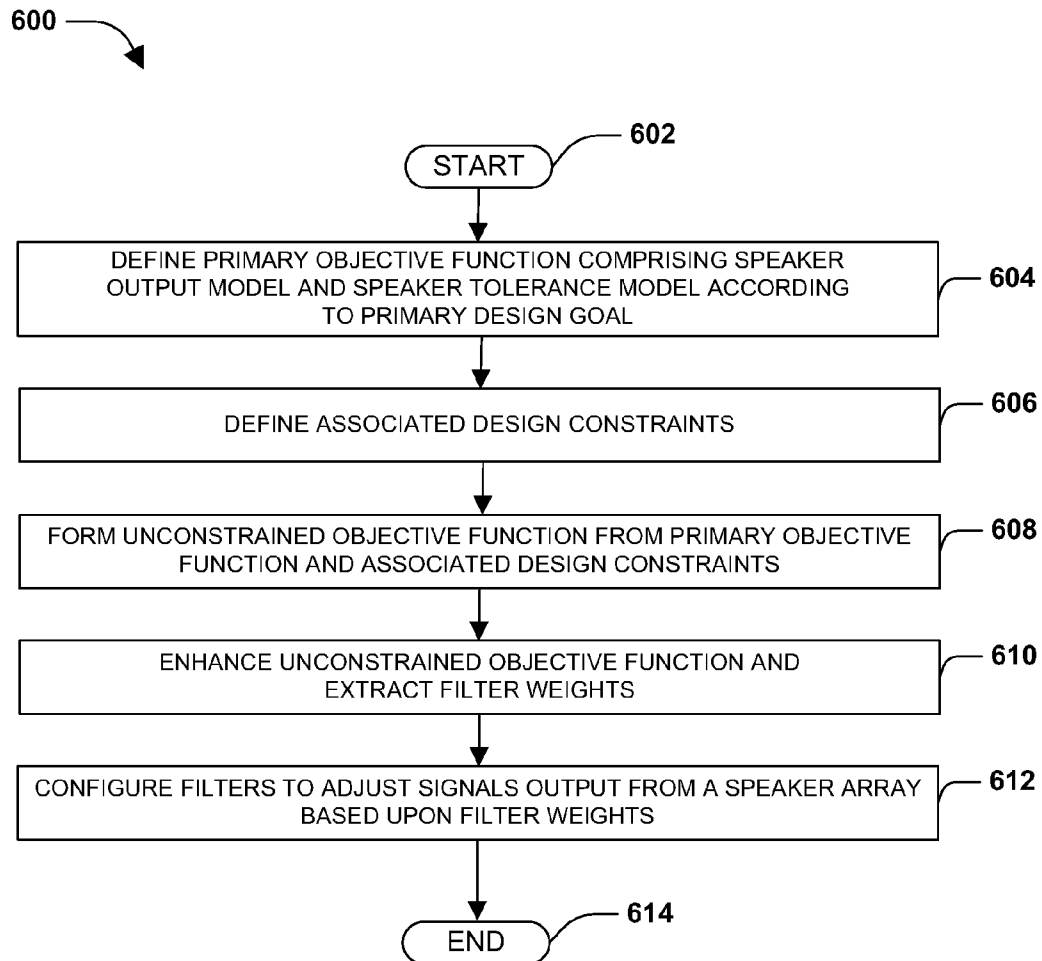 600
602
START
DEFINE PRIMARY OBJECTIVE FUNCTION COMPRISING SPEAKER
OUTPUT MODEL AND SPEAKER TOLERANCE MODEL ACCORDING
TO PRIMARY DESIGN GOAL
604
DEFINE ASSOCIATED DESIGN CONSTRAINTS
606
FORM UNCONSTRAINED OBJECTIVE FUNCTION FROM PRIMARY OBJECTIVE
FUNCTION AND ASSOCIATED DESIGN CONSTRAINTS
608
ENHANCE UNCONSTRAINED OBJECTIVE FUNCTION AND
EXTRACT FILTER WEIGHTS
610
CONFIGURE FILTERS TO ADJUST SIGNALS OUTPUT FROM A SPEAKER ARRAY
BASED UPON FILTER WEIGHTS
612
614
END